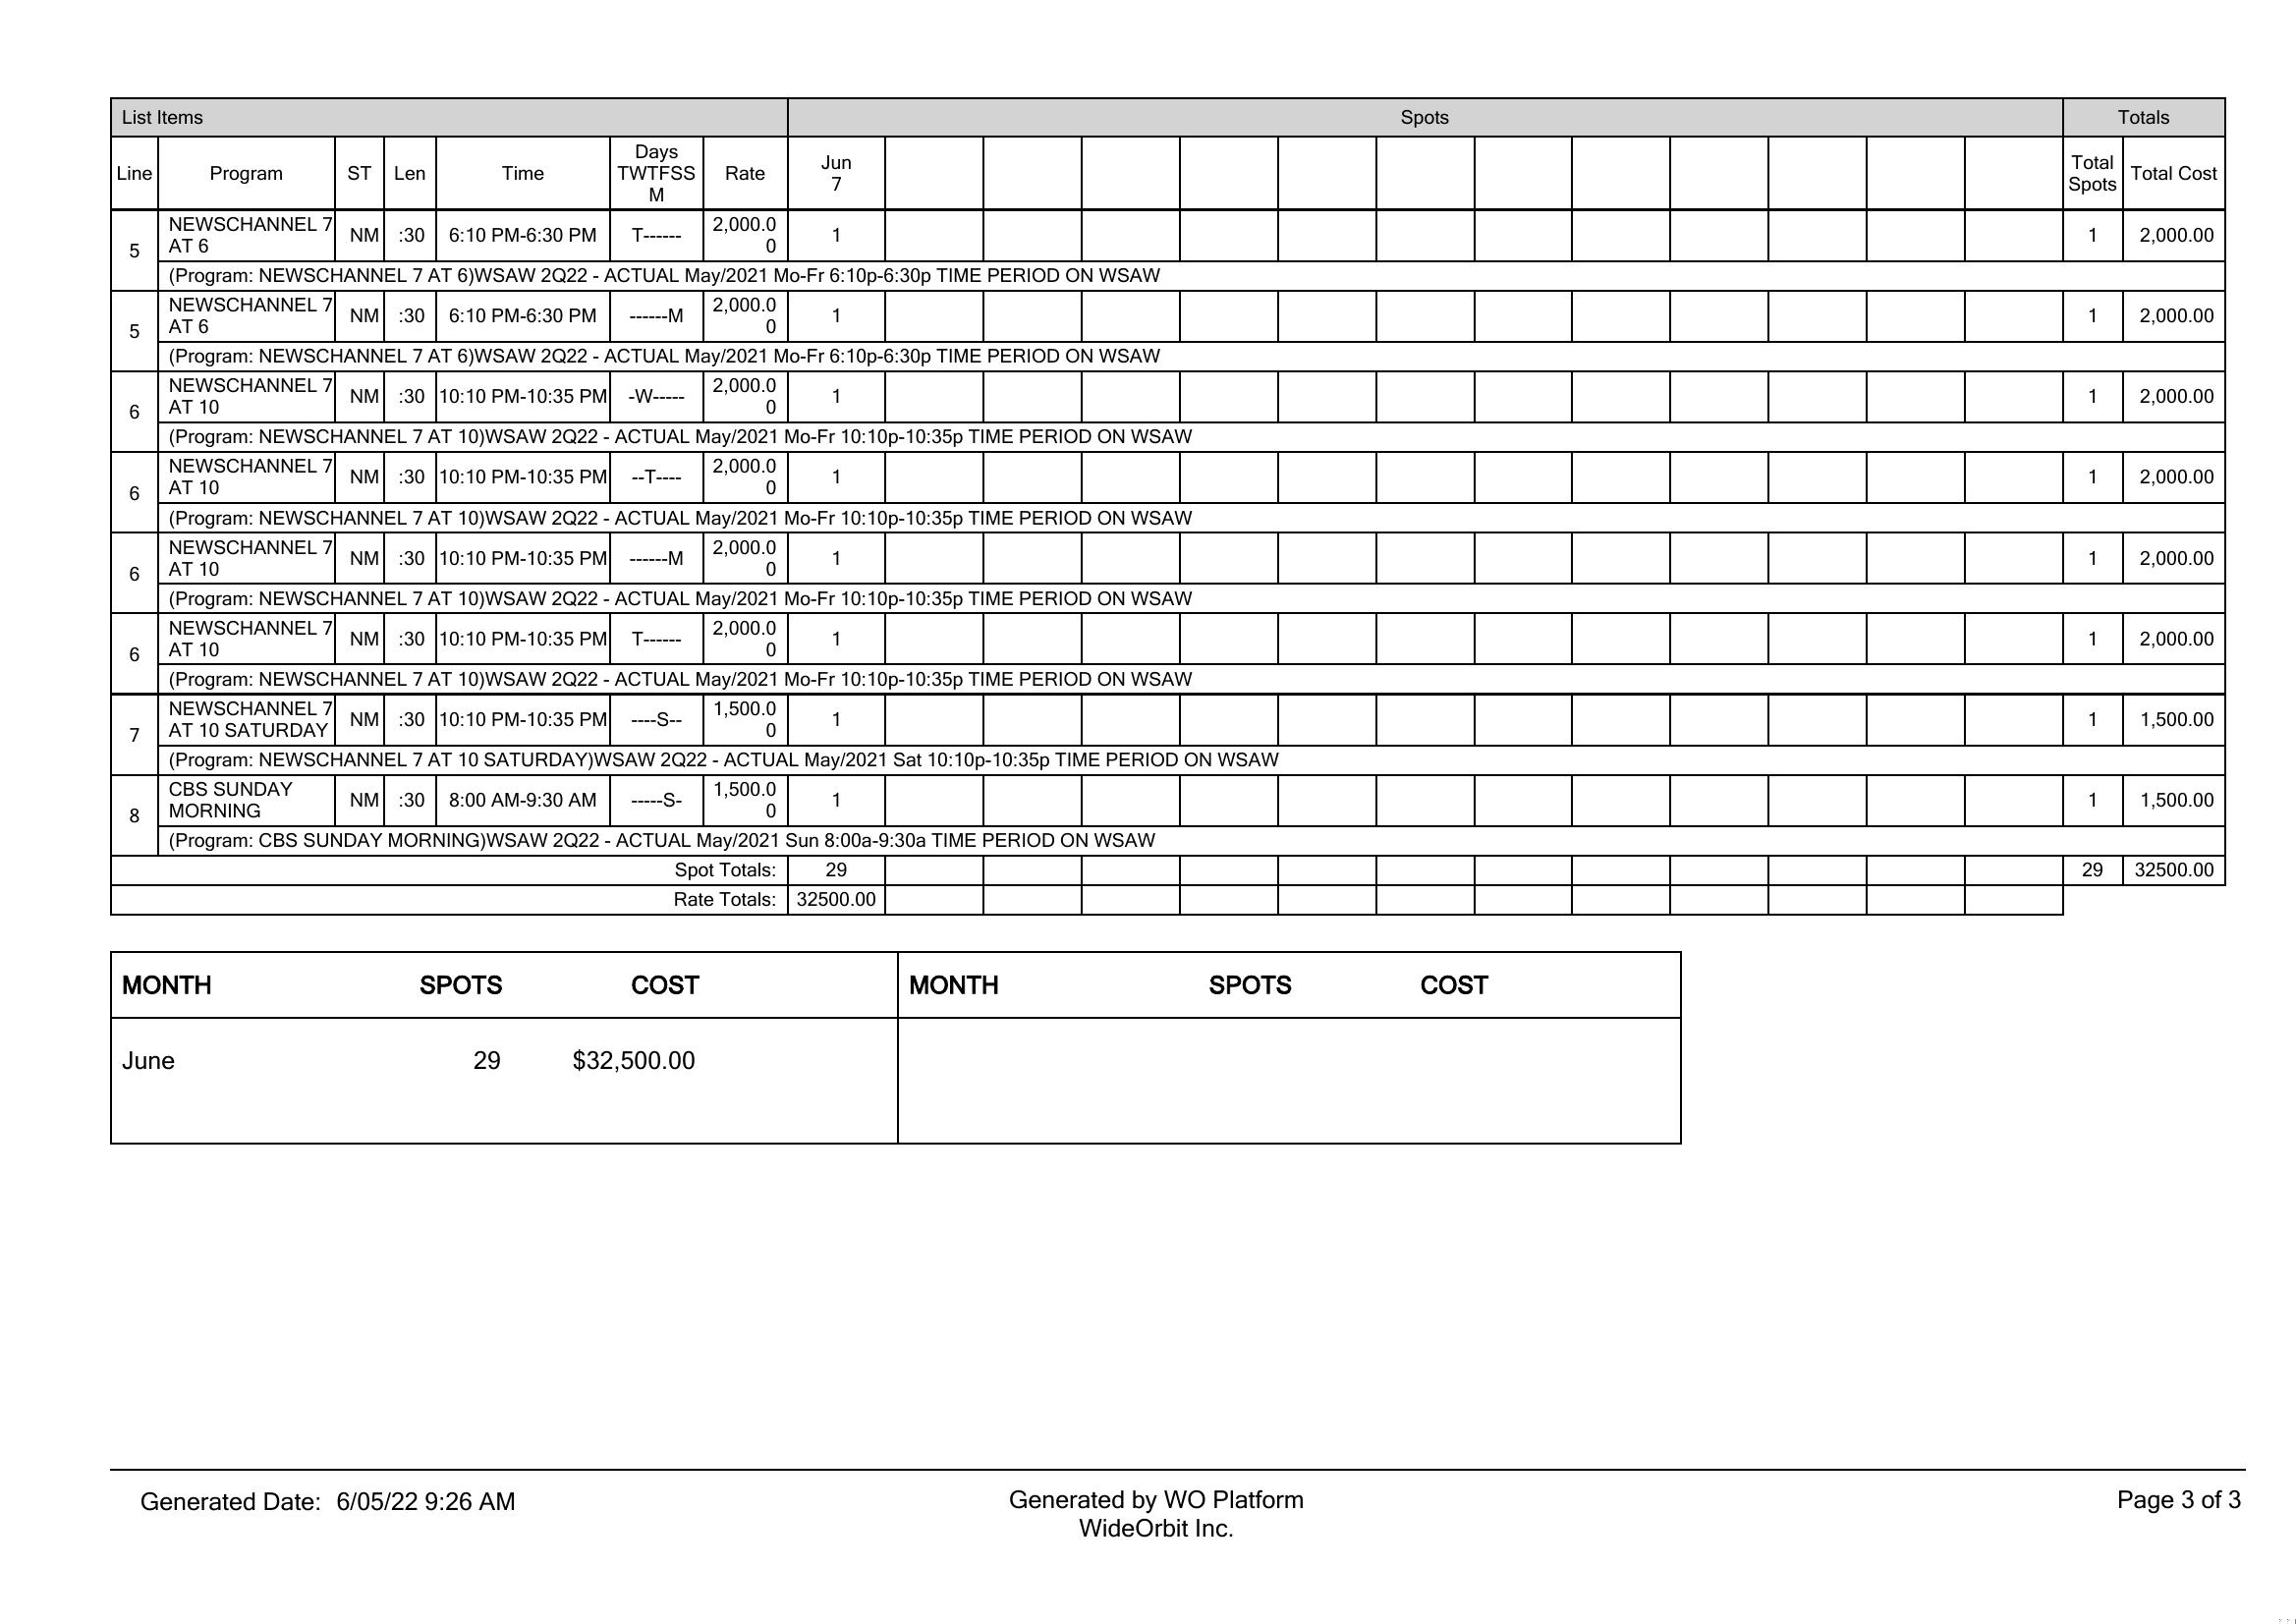 List Items Spots Totals
Line Program ST Len Time Days TWTFSS M Rate Jun 7 Total Spots Total Cost
5 NEWSCHANNEL 7 AT 6 NM :30 6:10 PM-6:30 PM T------ 2,000.00 1 1 2,000.00
(Program: NEWSCHANNEL 7 AT 6)WSAW 2Q22 - ACTUAL May/2021 Mo-Fr 6:10p-6:30p TIME PERIOD ON WSAW
5 NEWSCHANNEL 7 AT 6 NM :30 6:10 PM-6:30 PM ------M 2,000.00 1 1 2,000.00
(Program: NEWSCHANNEL 7 AT 6)WSAW 2Q22 - ACTUAL May/2021 Mo-Fr 6:10p-6:30p TIME PERIOD ON WSAW
6 NEWSCHANNEL 7 AT 10 NM :30 10:10 PM-10:35 PM -W----- 2,000.00 1 1 2,000.00
(Program: NEWSCHANNEL 7 AT 10)WSAW 2Q22 - ACTUAL May/2021 Mo-Fr 10:10p-10:35p TIME PERIOD ON WSAW
6 NEWSCHANNEL 7 AT 10 NM :30 10:10 PM-10:35 PM --T---- 2,000.00 1 1 2,000.00
(Program: NEWSCHANNEL 7 AT 10)WSAW 2Q22 - ACTUAL May/2021 Mo-Fr 10:10p-10:35p TIME PERIOD ON WSAW
6 NEWSCHANNEL 7 AT 10 NM :30 10:10 PM-10:35 PM ------M 2,000.00 1 1 2,000.00
(Program: NEWSCHANNEL 7 AT 10)WSAW 2Q22 - ACTUAL May/2021 Mo-Fr 10:10p-10:35p TIME PERIOD ON WSAW
6 NEWSCHANNEL 7 AT 10 NM :30 10:10 PM-10:35 PM T------ 2,000.00 1 1 2,000.00
(Program: NEWSCHANNEL 7 AT 10)WSAW 2Q22 - ACTUAL May/2021 Mo-Fr 10:10p-10:35p TIME PERIOD ON WSAW
7 NEWSCHANNEL 7 AT 10 SATURDAY NM :30 10:10 PM-10:35 PM ----S-- 1,500.00 1 1 1,500.00
(Program: NEWSCHANNEL 7 AT 10 SATURDAY)WSAW 2Q22 - ACTUAL May/2021 Sat 10:10p-10:35p TIME PERIOD ON WSAW
8 CBS SUNDAY MORNING NM :30 8:00 AM-9:30 AM -----S- 1,500.00 1 1 1,500.00
(Program: CBS SUNDAY MORNING)WSAW 2Q22 - ACTUAL May/2021 Sun 8:00a-9:30a TIME PERIOD ON WSAW
Spot Totals: 29 29 32500.00
Rate Totals: 32500.00
MONTH SPOTS COST MONTH SPOTS COST
June 29 $32,500.00
Generated Date: 6/05/22 9:26 AM Generated by WO Platform Page 3 of 3
WideOrbit Inc.